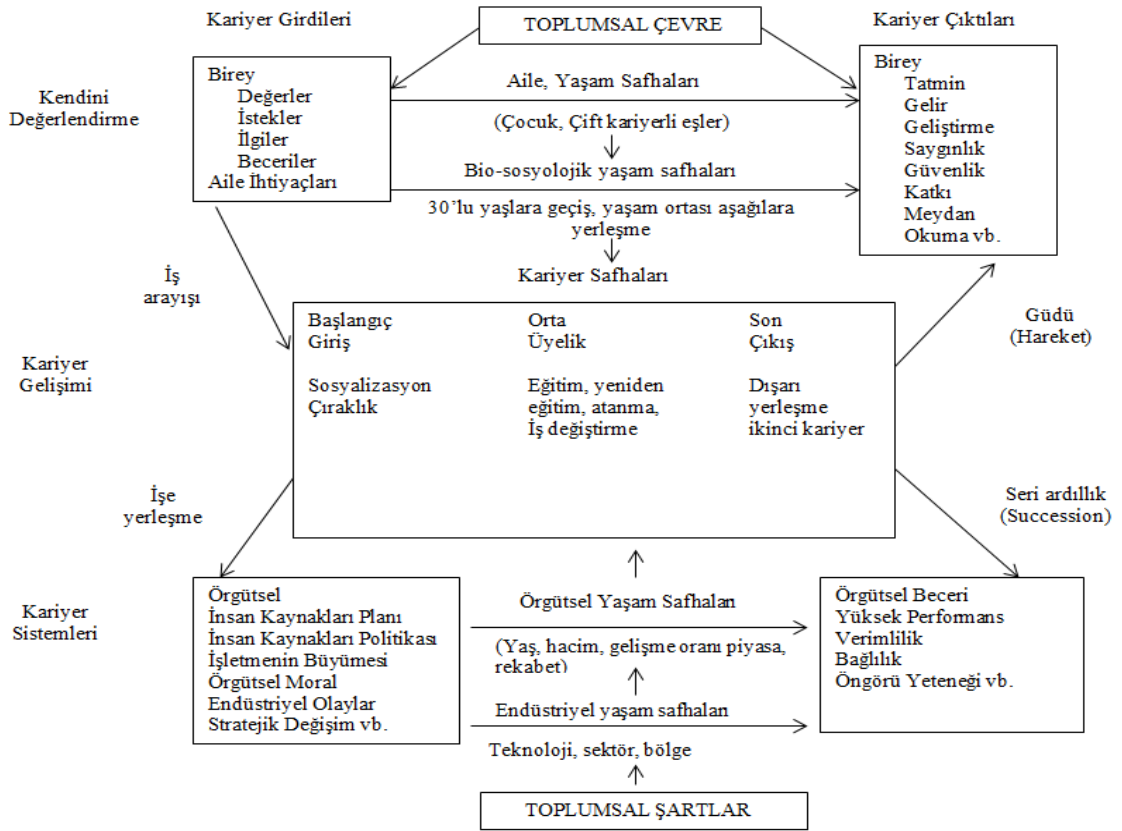 Kariyer Girdileri
TOPLUMSAL ÇEVRE
Kariyer Çıktıları
Kendini
Değerlendirme
Birey
Değerler
İstekler
İlgiler
Beceriler
Aile İhtiyaçları
Aile, Yaşam Safhaları
(Çocuk, Çift kariyerli eşler)
Bio-sosyolojik yaşam safhaları
30’lu yaşlara geçiş, yaşam ortası aşağılara
yerleşme
Birey
Tatmin
Gelir
Geliştirme
Saygınlık
Güvenlik
Katkı
Meydan
Okuma vb.
İş
arayışı
Kariyer Safhaları
Güdü
(Hareket)
Kariyer
Gelişimi
Başlangıç
Giriş
Sosyalizasyon
Çıraklık
Orta
Üyelik
Eğitim, yeniden
eğitim, atanma,
İş değiştirme
Son
Çıkış
Dışarı
yerleşme
ikinci kariyer
İşe
yerleşme
Seri ardıllık
(Succession)
Kariyer
Sistemleri
Örgütsel
İnsan Kaynakları Planı
İnsan Kaynakları Politikası
İşletmenin Büyümesi
Örgütsel Moral
Endüstriyel Olaylar
Stratejik Değişim vb.
Örgütsel Yaşam Safhaları
(Yaş, hacim, gelişme oranı piyasa,
rekabet)
Endüstriyel yaşam safhaları
Teknoloji, sektör, bölge
Örgütsel Beceri
Yüksek Performans
Verimlilik
Bağlılık
Öngörü Yeteneği vb.
TOPLUMSAL ŞARTLAR